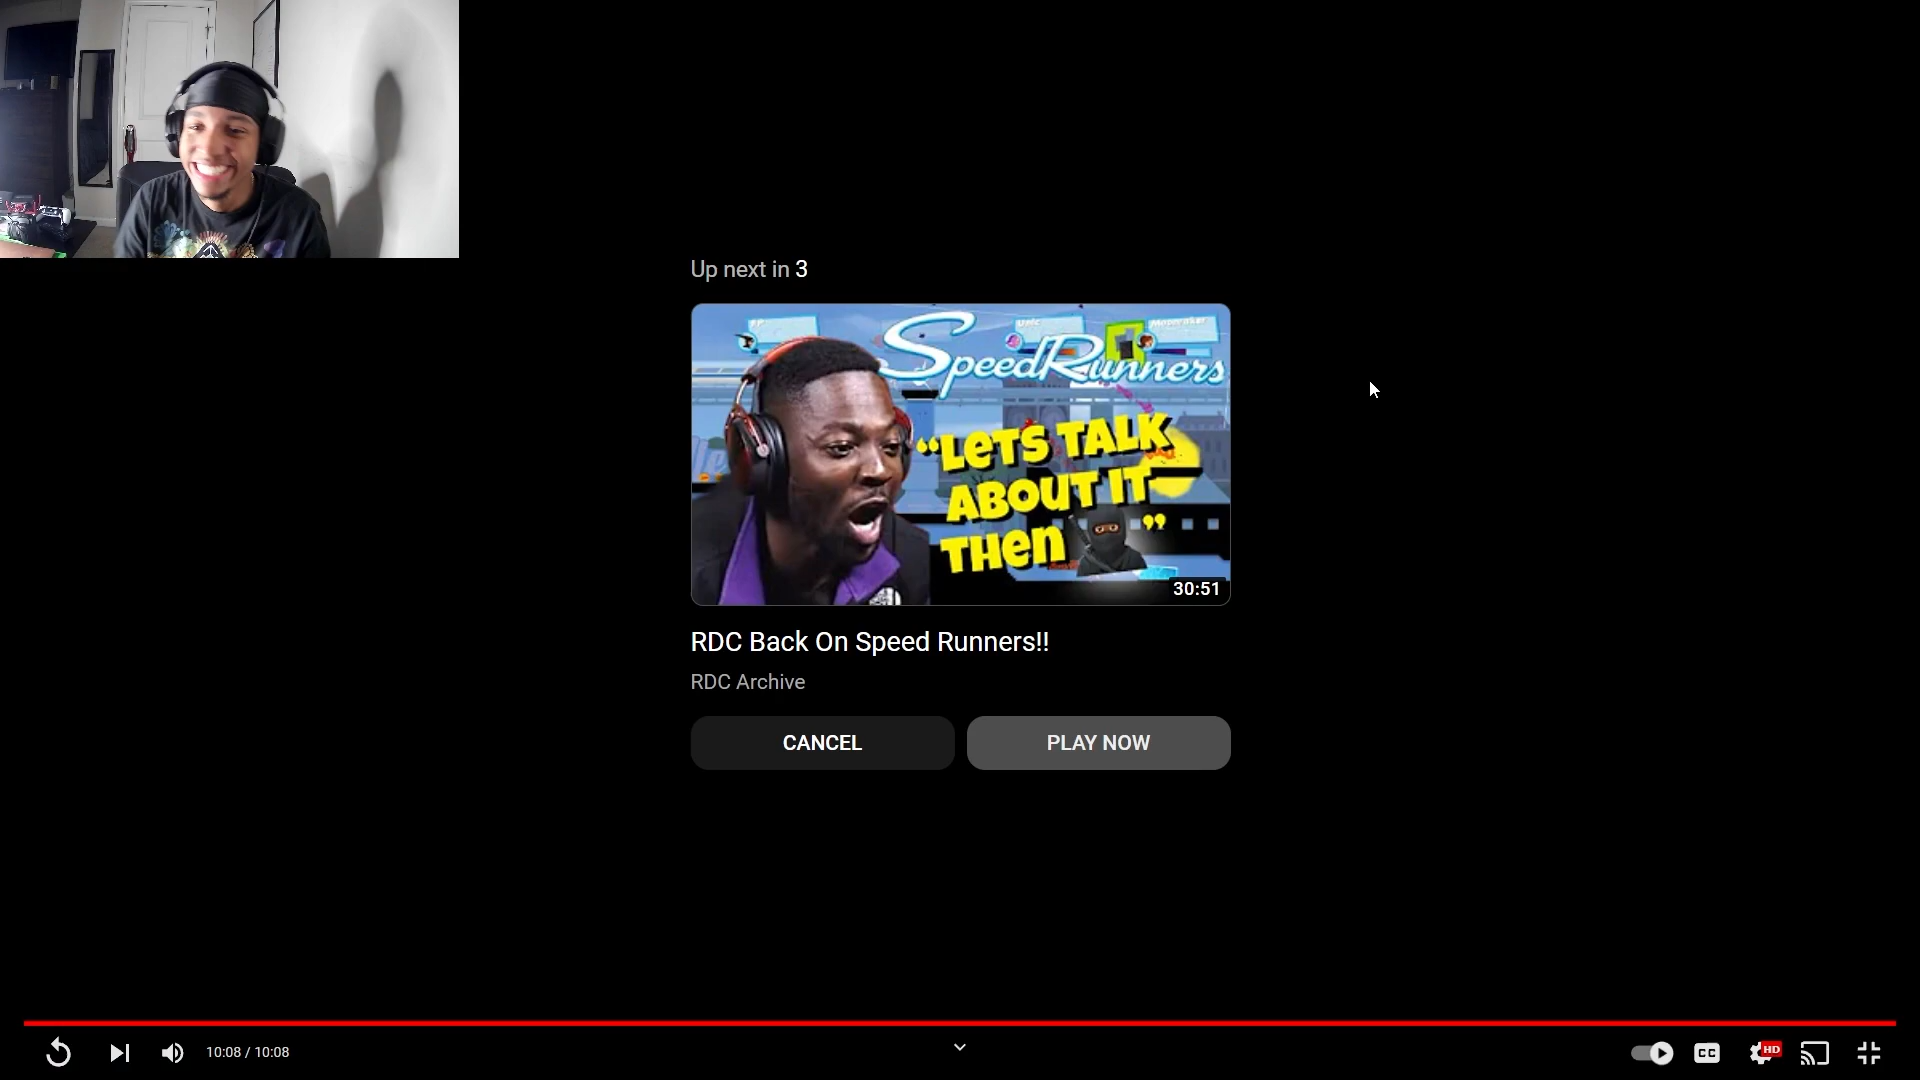 Up next in 3
SpeedRunners
“LETS TALK
ABOUT IT
THEN ”
30:51
RDC Back On Speed Runners!!
RDC Archive
CANCEL
PLAY NOW
10:08 / 10:08
CC
HD